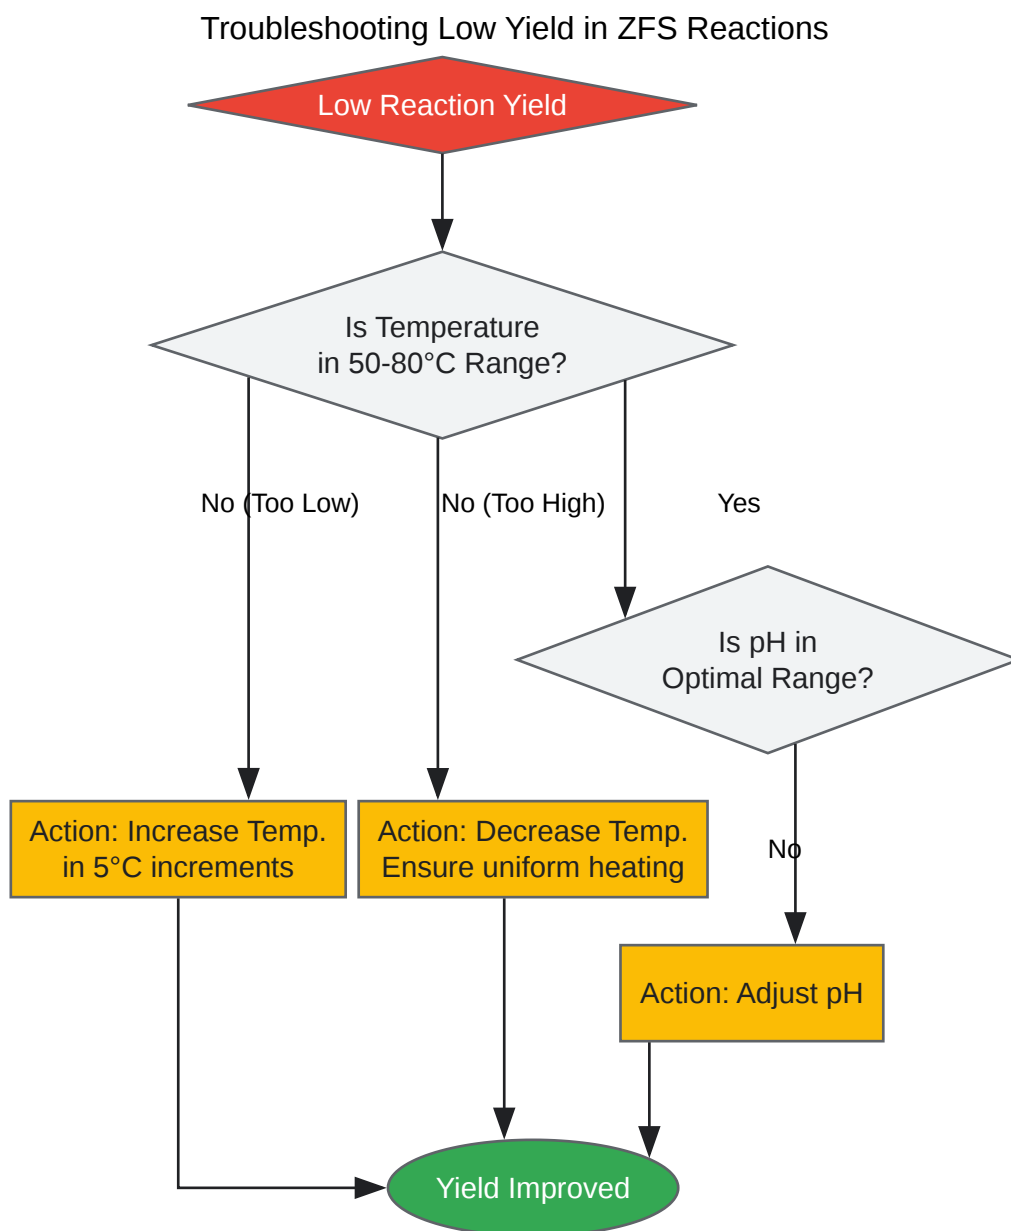 Troubleshooting Low Yield in ZFS Reactions
Low Reaction Yield
Is Temperature
in 50-80°C Range?
No (Too Low)
No (Too High)
Yes
Is pH in
Optimal Range?
Action: Increase Temp.
in 5°C increments
Action: Decrease Temp.
Ensure uniform heating
No
Action: Adjust pH
Yield Improved